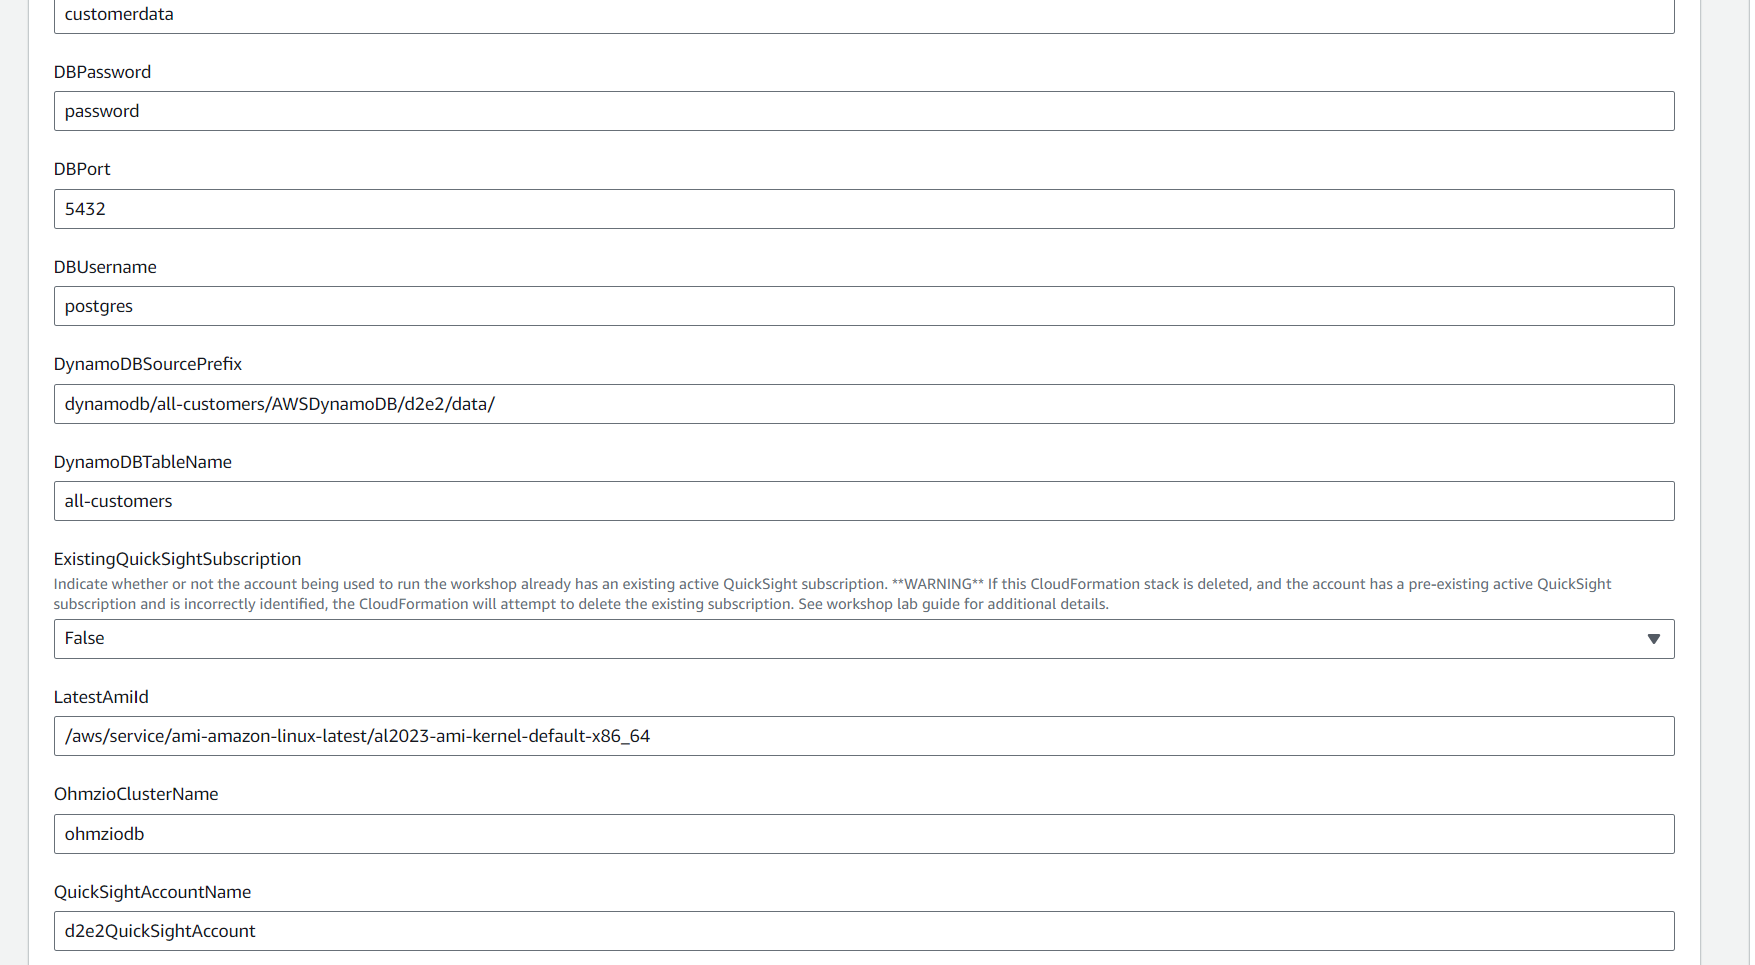 customerdata
DBPassword
password
DBPort
5432
DBUsername
postgres
DynamoDBSourcePrefix
dynamodb/all-customers/AWSDynamoDB/d2e2/data/
DynamoDBTableName
all-customers
ExistingQuickSightSubscription
Indicate whether or not the account being used to run the workshop already has an existing active QuickSight subscription. **WARNING** If this CloudFormation stack is deleted, and the account has a pre-existing active QuickSight
subscription and is incorrectly identified, the CloudFormation will attempt to delete the existing subscription. See workshop lab guide for additional details.
False
LatestAmiId
/aws/service/ami-amazon-linux-latest/al2023-ami-kernel-default-x86_64
OhmzioClusterName
ohmziodb
QuickSightAccountName
d2e2QuickSightAccount